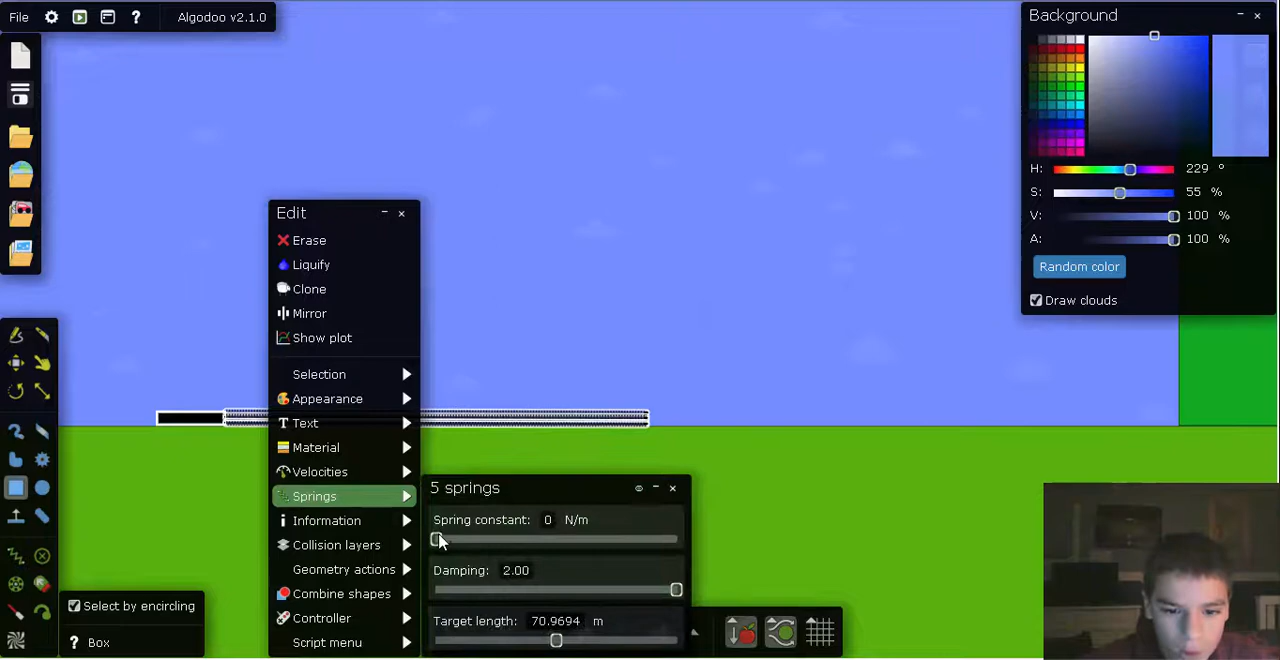 File ? Algodoo v2.1.0
Background
H: 229 °
S: 55 %
V: 100 %
A: 100 %
Random color
Draw clouds
Edit
Erase
Liquify
Clone
Mirror
Show plot
Selection
Appearance
Text
Material
Velocities
Springs
Information
Collision layers
Geometry actions
Combine shapes
Controller
Script menu
5 springs
Spring constant: 0 N/m
Damping: 2.00
Target length: 70.9694 m
Select by encircling
? Box